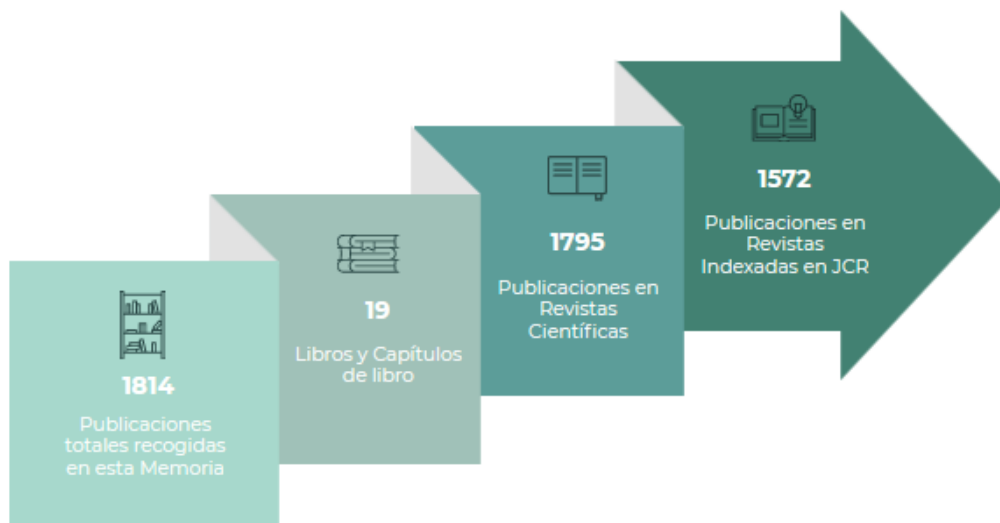 1814
Publicaciones
totales recogidas
en esta Memoria
19
Libros y Capítulos
de libro
1795
Publicaciones en
Revistas
Científicas
1572
Publicaciones en
Revistas
Indexadas en JCR